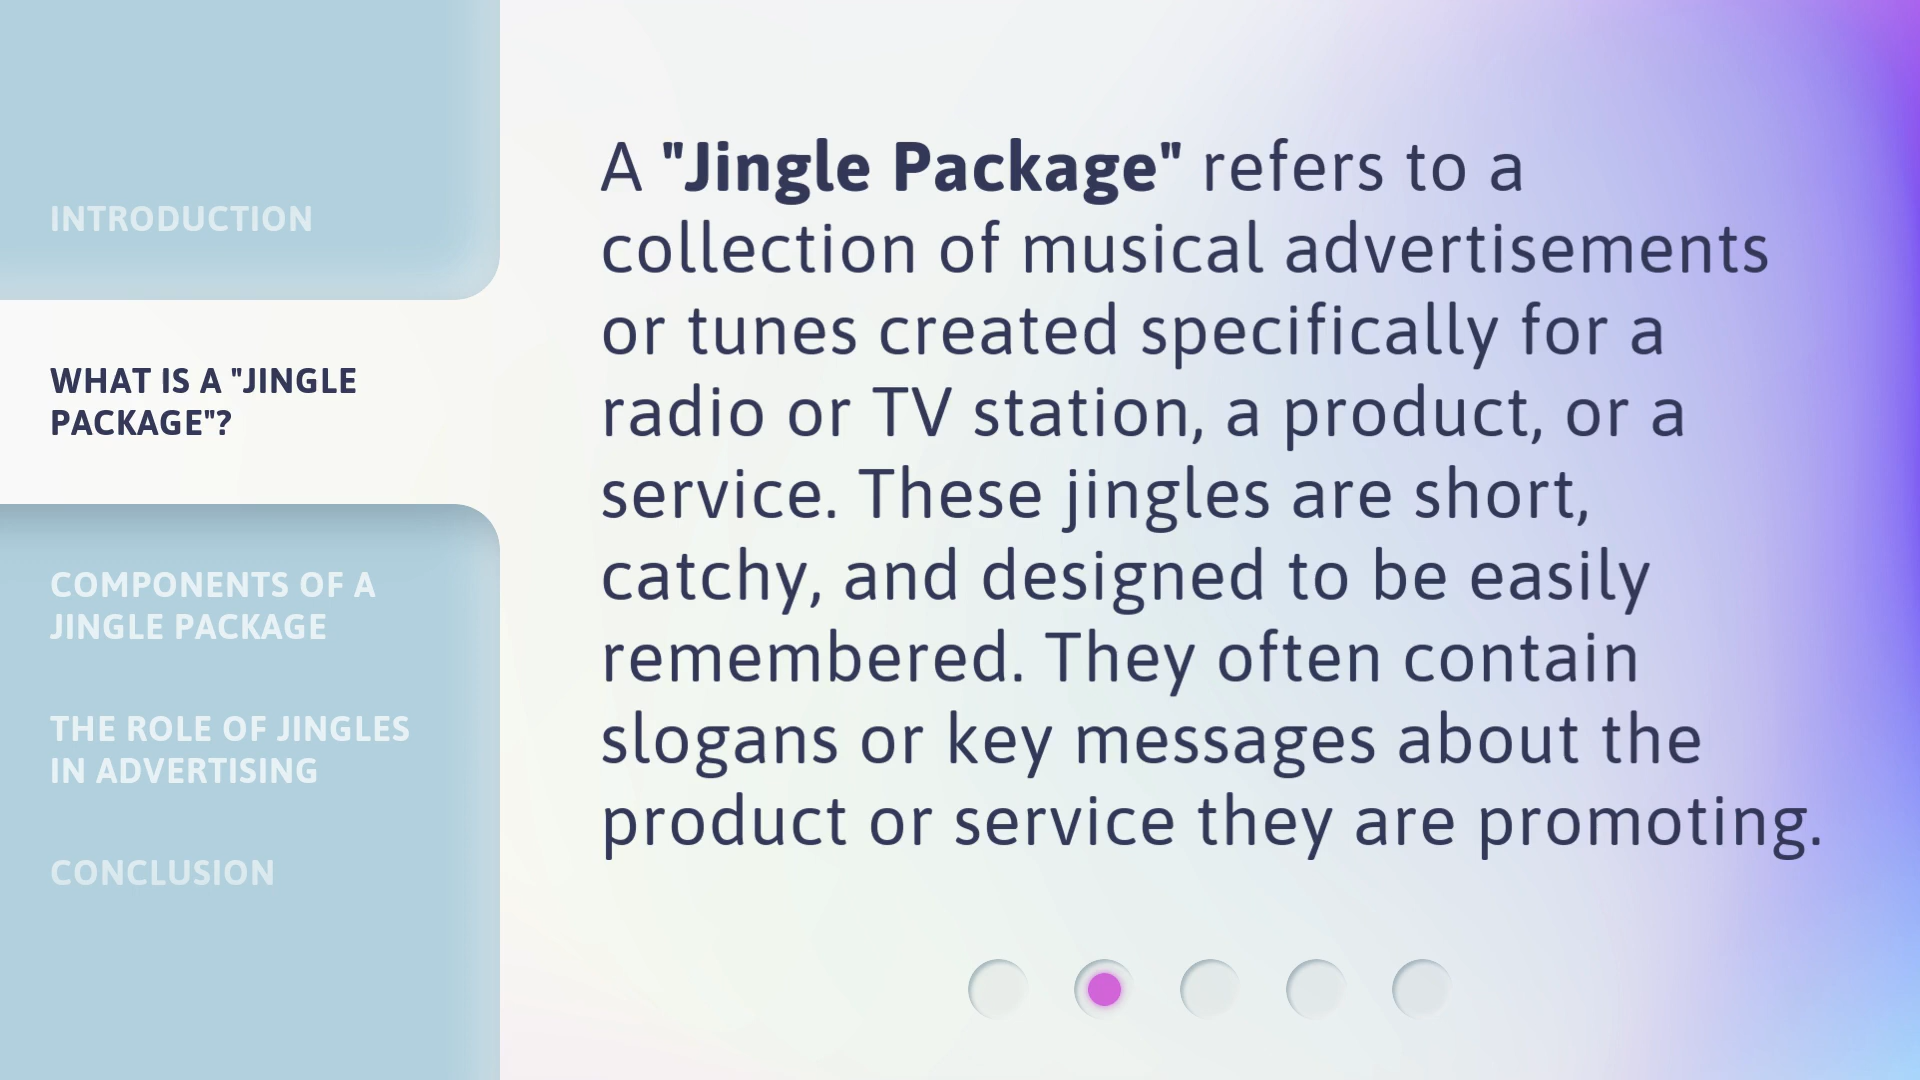 INTRODUCTION
WHAT IS A "JINGLE
PACKAGE"?
COMPONENTS OF A
JINGLE PACKAGE
THE ROLE OF JINGLES
IN ADVERTISING
CONCLUSION
A "Jingle Package" refers to a
collection of musical advertisements
or tunes created specifically for a
radio or TV station, a product, or a
service. These jingles are short,
catchy, and designed to be easily
remembered. They often contain
slogans or key messages about the
product or service they are promoting.